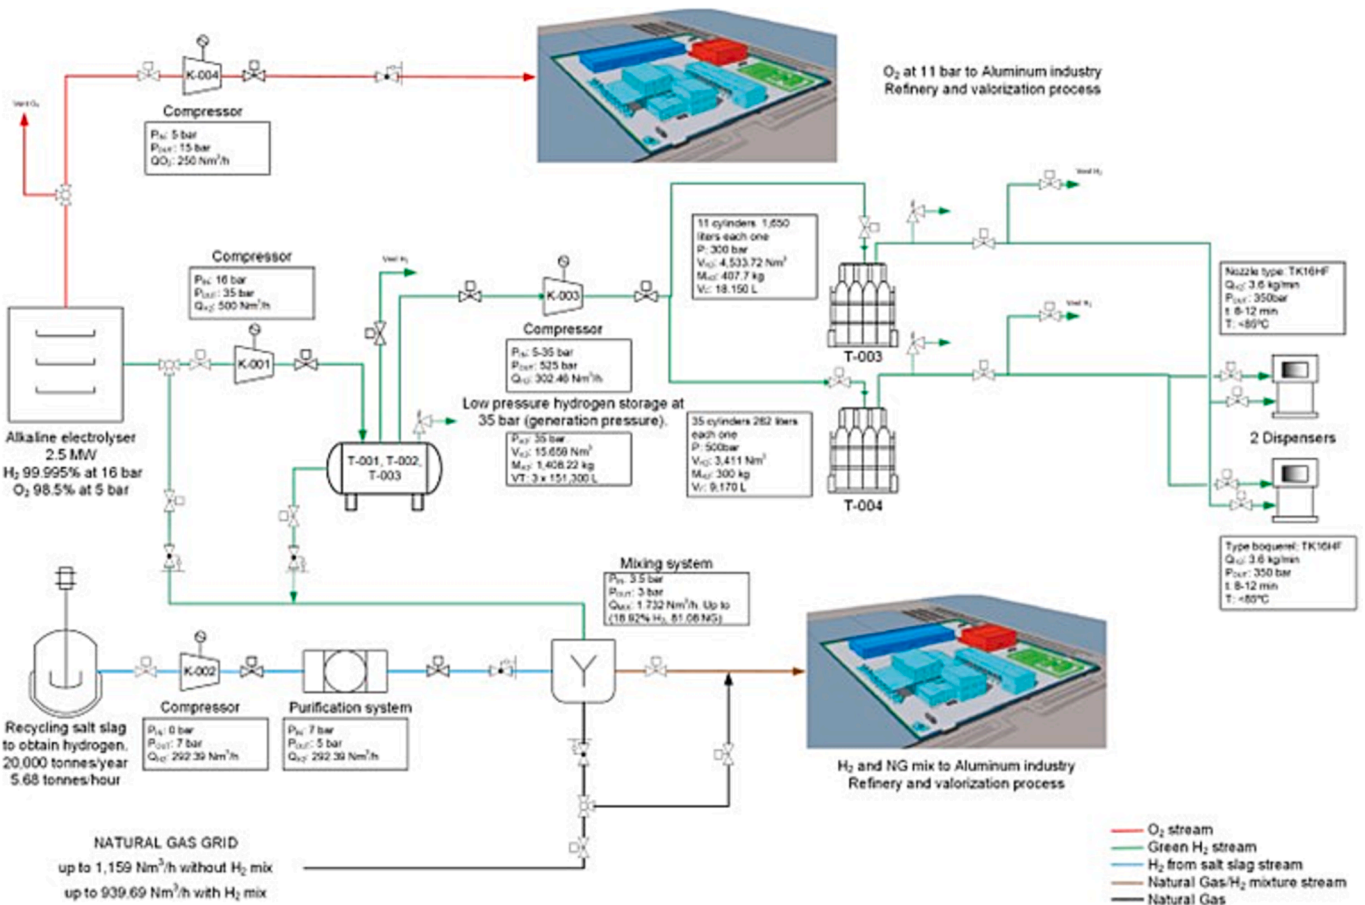 K-004
Compressor
P_IN: 5 bar
P_OUT: 15 bar
QO₂: 250 Nm³/h
Vent O₂
O₂ at 11 bar to Aluminum industry
Refinery and valorization process
Compressor
P_IN: 16 bar
P_OUT: 35 bar
Q_H2: 500 Nm³/h
K-001
Vent H₂
K-003
Compressor
P_IN: 5-35 bar
P_OUT: 525 bar
Q_H2: 302.46 Nm³/h
11 cylinders 1,650
liters each one
P: 300 bar
V_H2: 4,533.72 Nm³
M_H2: 407.7 kg
V_T: 18.150 L
T-003
Vent H₂
Vent H₂
Nozzle type: TK16HF
Q_H2: 3.6 kg/min
P_OUT: 350bar
t: 8-12 min
T: <85ºC
Alkaline electrolyser
2.5 MW
H₂ 99.995% at 16 bar
O₂ 98.5% at 5 bar
Low pressure hydrogen storage at
35 bar (generation pressure).
P_H2: 35 bar
V_H2: 15.659 Nm³
M_H2: 1,408.22 kg
VT: 3 x 151,300 L
T-001, T-002,
T-003
35 cylinders 262 liters
each one
P: 500bar
V_H2: 3,411 Nm³
M_H2: 300 kg
V_T: 9,170 L
T-004
2 Dispensers
Type boquerel: TK16HF
Q_H2: 3.6 kg/min
P_OUT: 350 bar
t: 8-12 min
T: <85ºC
Mixing system
P_IN: 3.5 bar
P_OUT: 3 bar
Q_MIX: 1.732 Nm³/h. Up to
(18.92% H₂, 81.08 NG)
K-002
Recycling salt slag
to obtain hydrogen.
20,000 tonnes/year
5.68 tonnes/hour
Compressor
P_IN: 0 bar
P_OUT: 7 bar
Q_H2: 292.39 Nm³/h
Purification system
P_IN: 7 bar
P_OUT: 5 bar
Q_H2: 292.39 Nm³/h
H₂ and NG mix to Aluminum industry
Refinery and valorization process
NATURAL GAS GRID
up to 1,159 Nm³/h without H₂ mix
up to 939,69 Nm³/h with H₂ mix
O₂ stream
Green H₂ stream
H₂ from salt slag stream
Natural Gas/H₂ mixture stream
Natural Gas